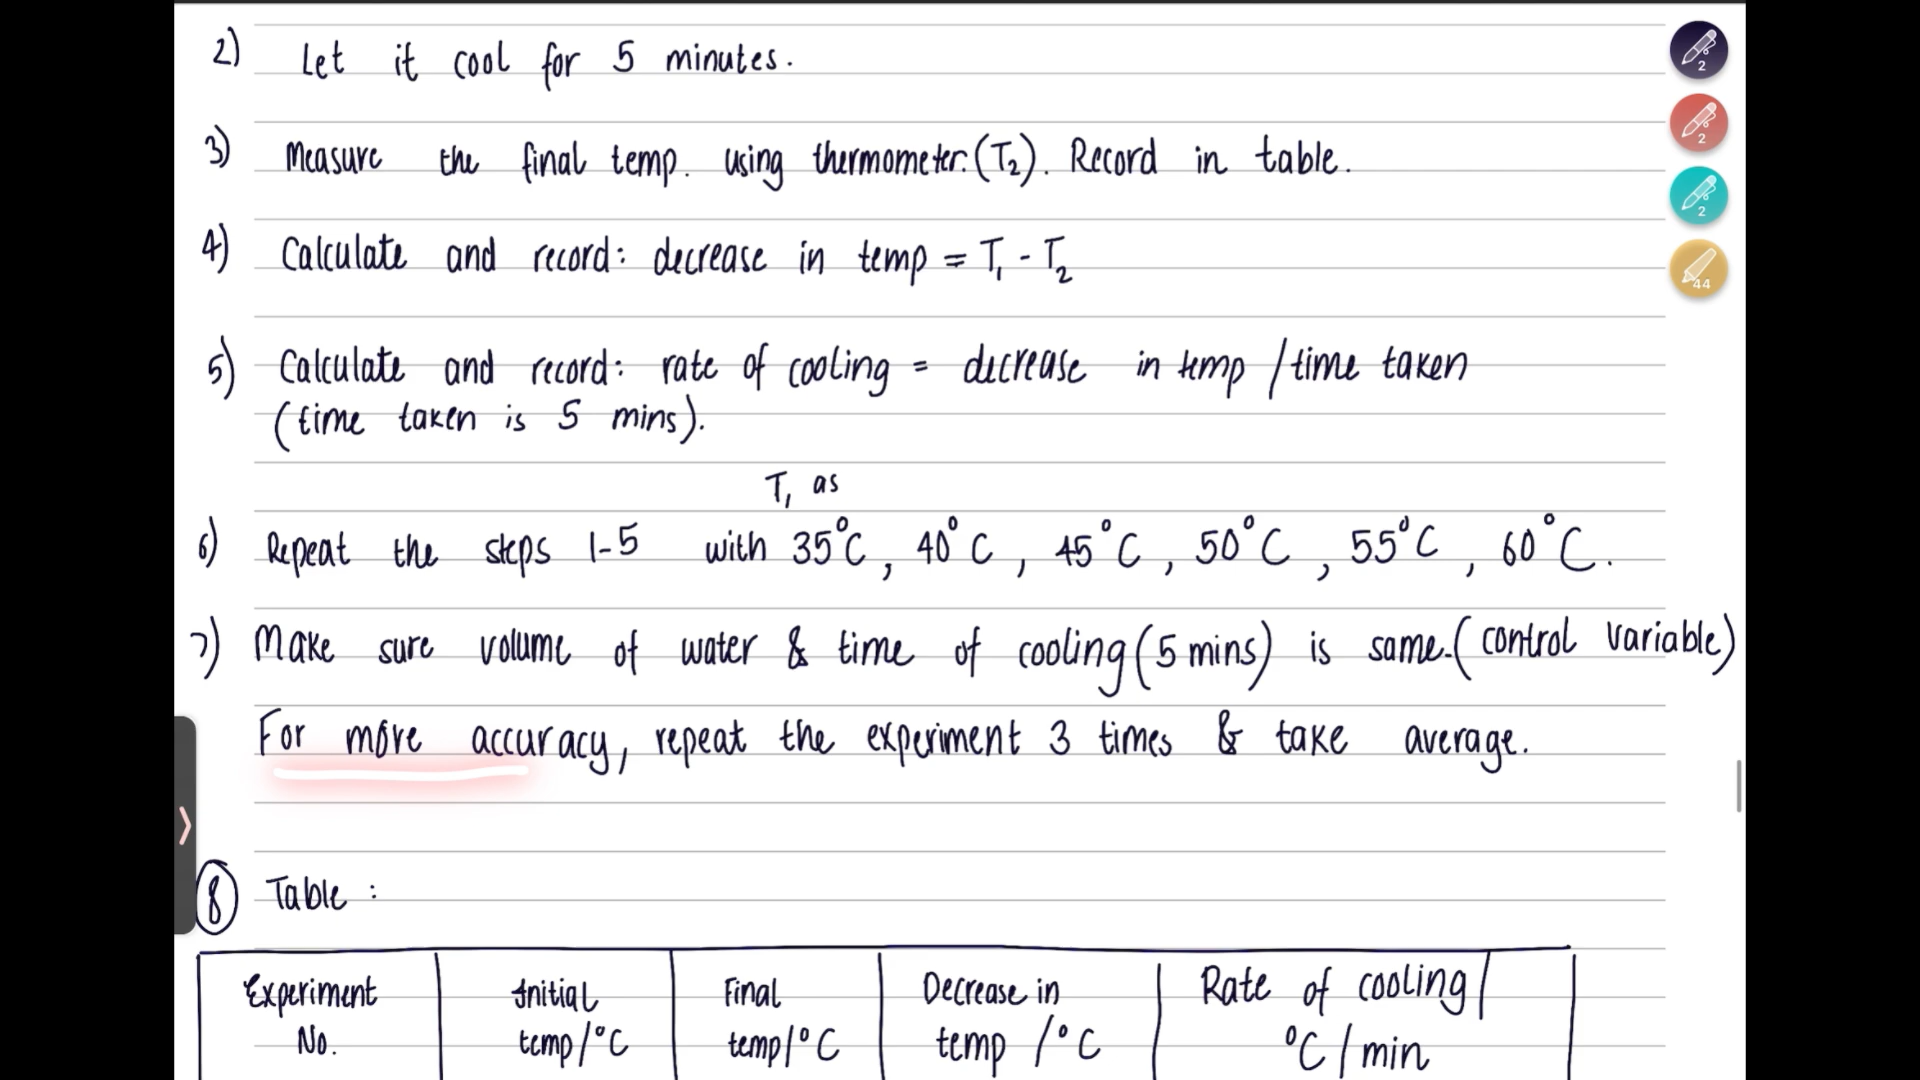 2) Let it cool for 5 minutes.
3) Measure the final temp. using thermometer.(T₂). Record in table.
4) Calculate and record: decrease in temp = T₁ - T₂
5) Calculate and record: rate of cooling = decrease in temp / time taken
(time taken is 5 mins).
T₁ as
6) Repeat the steps 1-5 with 35°C, 40°C, 45°C, 50°C, 55°C, 60°C.
7) Make sure volume of water & time of cooling (5 mins) is same. (control variable)
For more accuracy, repeat the experiment 3 times & take average.
8 Table :
Experiment No.
Initial temp/°C
Final temp/°C
Decrease in temp /°C
Rate of cooling/ °C/min
2
2
2
44